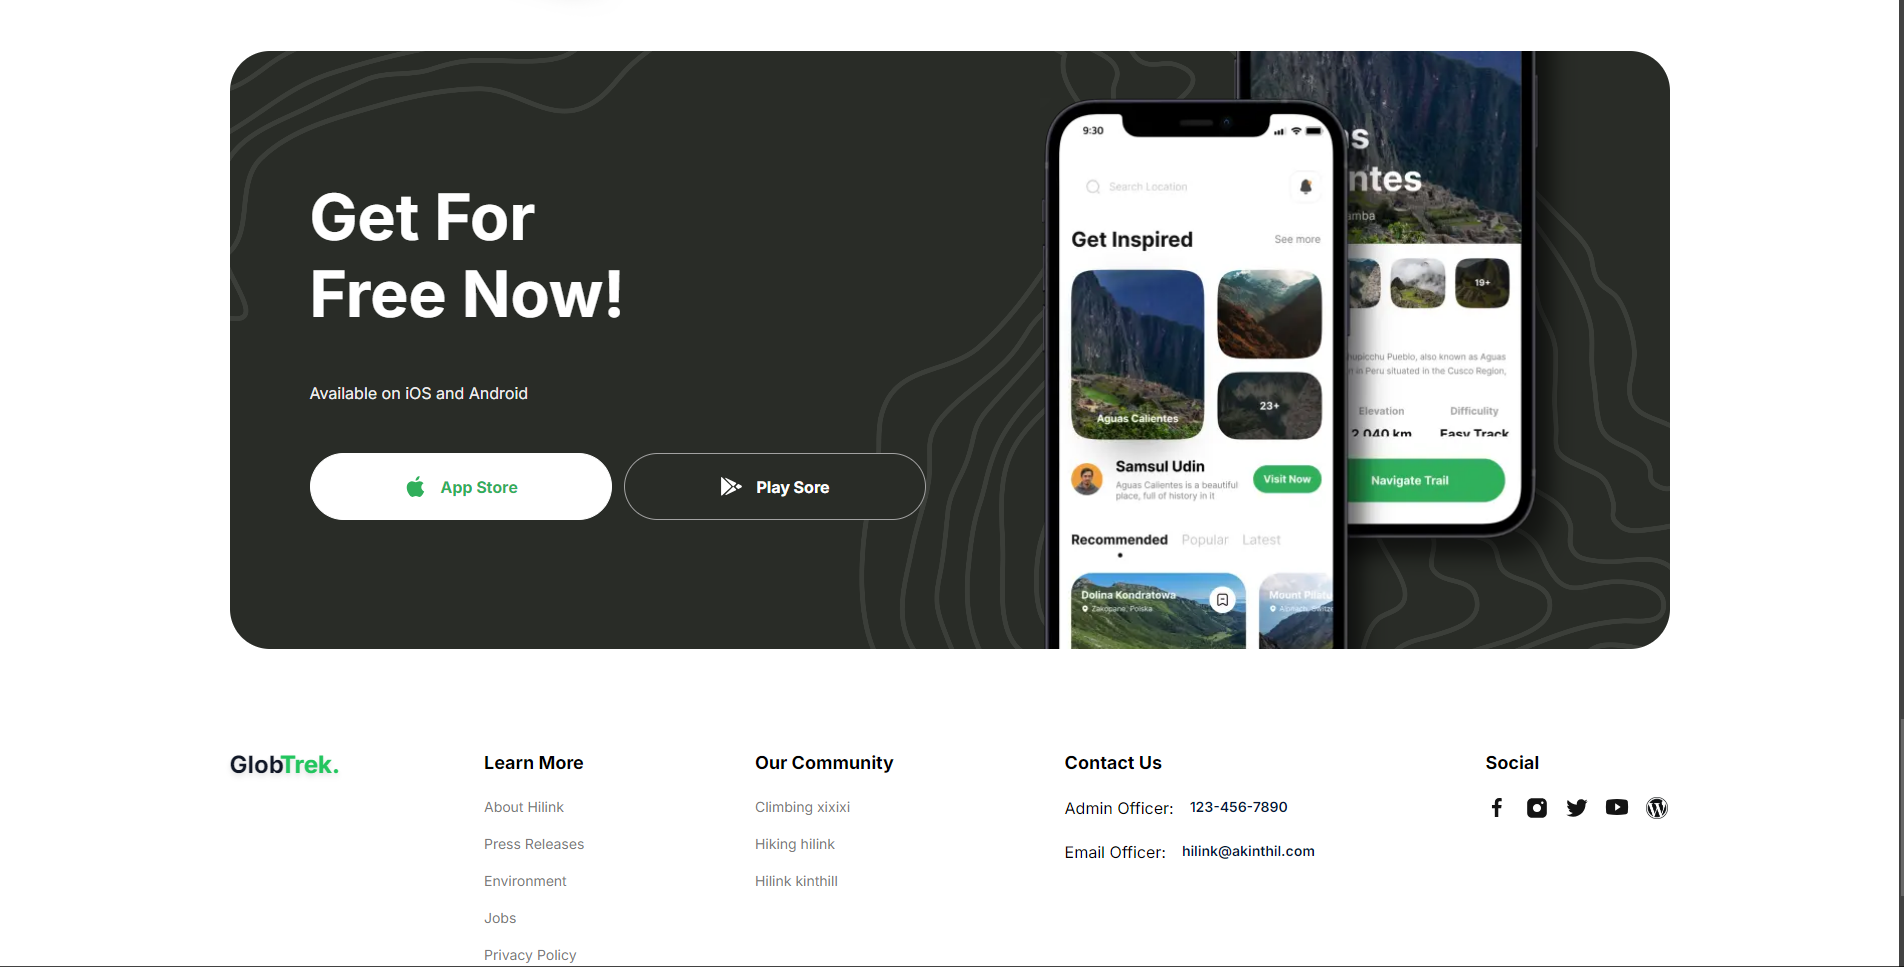 Get For
Free Now!
Available on iOS and Android
App Store
Play Sore
9:30
Search Location
Get Inspired
See more
Aguas Calientes
23+
Samsul Udin
Visit Now
Aguas Calientes is a beautiful
place, full of history in it
Recommended Popular Latest
Dolina Kondratowa
Zakopane, Polska
Mount
ntes
19+
Pueblo, also known as Aguas
in Peru situated in the Cusco Region,
Elevation Difficulity
2.040 km Easy Track
Navigate Trail
GlobTrek.
Learn More
About Hilink
Press Releases
Environment
Jobs
Privacy Policy
Our Community
Climbing xixixi
Hiking hilink
Hilink kinthill
Contact Us
Admin Officer: 123-456-7890
Email Officer: hilink@akinthil.com
Social